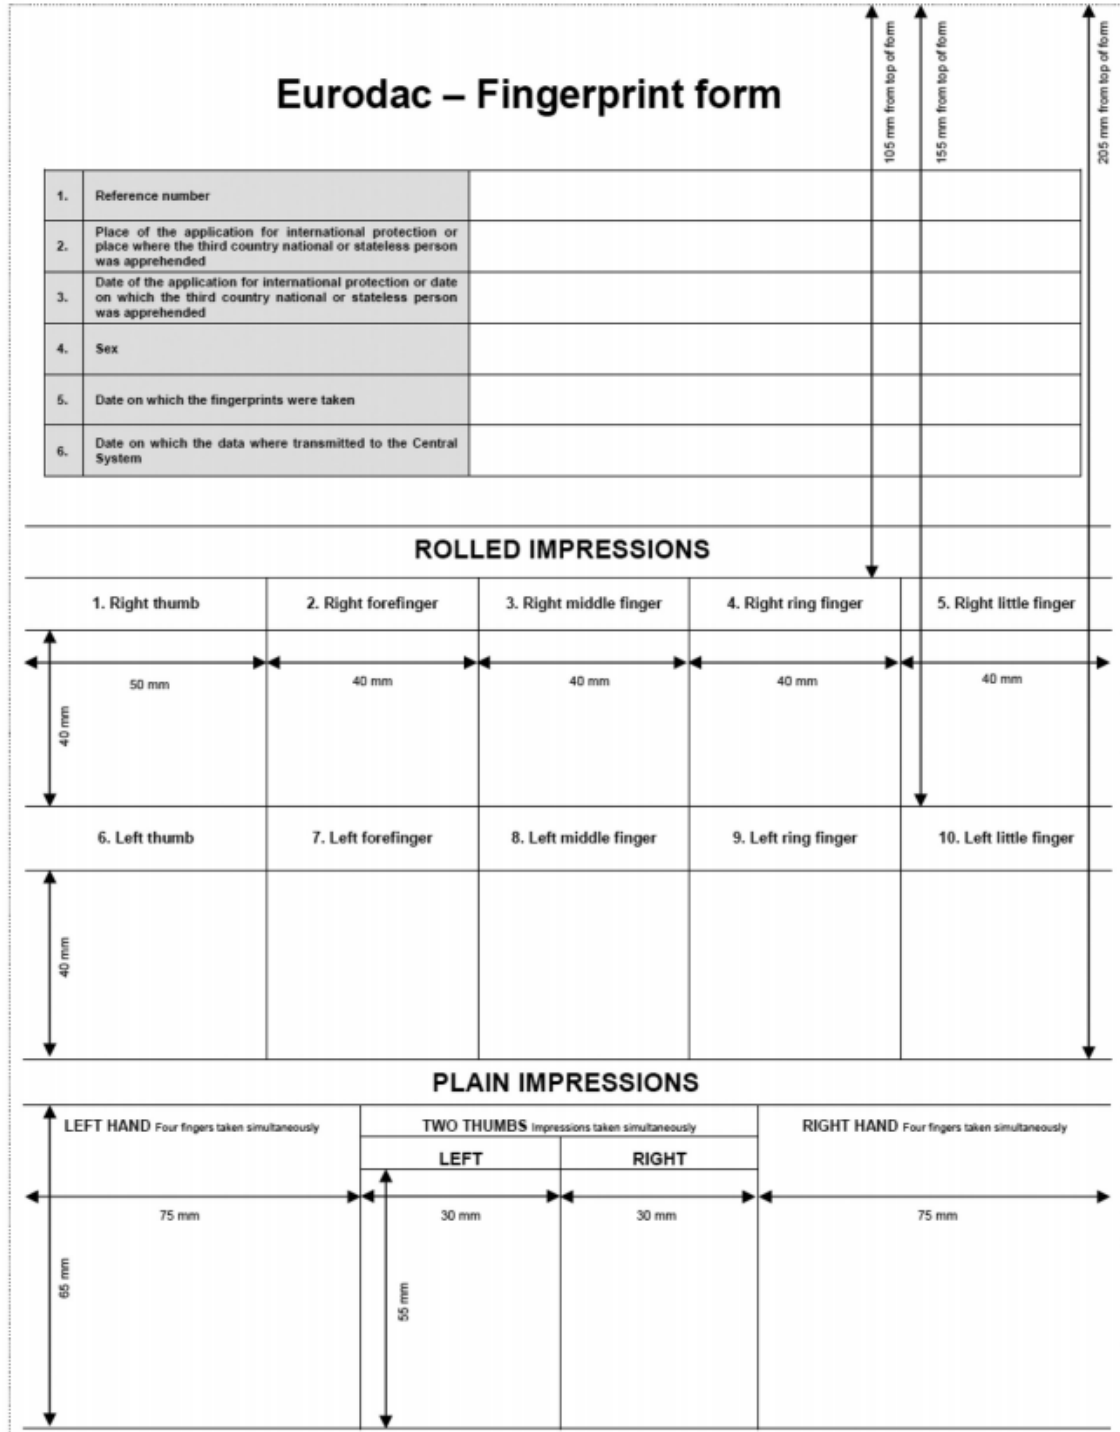 Eurodac – Fingerprint form
105 mm from top of form
155 mm from top of form
205 mm from top of form
1. Reference number
2. Place of the application for international protection or
place where the third country national or stateless person
was apprehended
3. Date of the application for international protection or date
on which the third country national or stateless person
was apprehended
4. Sex
5. Date on which the fingerprints were taken
6. Date on which the data where transmitted to the Central
System
ROLLED IMPRESSIONS
1. Right thumb 2. Right forefinger 3. Right middle finger 4. Right ring finger 5. Right little finger
50 mm 40 mm 40 mm 40 mm 40 mm
40 mm
6. Left thumb 7. Left forefinger 8. Left middle finger 9. Left ring finger 10. Left little finger
40 mm
PLAIN IMPRESSIONS
LEFT HAND Four fingers taken simultaneously TWO THUMBS Impressions taken simultaneously RIGHT HAND Four fingers taken simultaneously
LEFT RIGHT
75 mm 30 mm 30 mm 75 mm
65 mm
55 mm